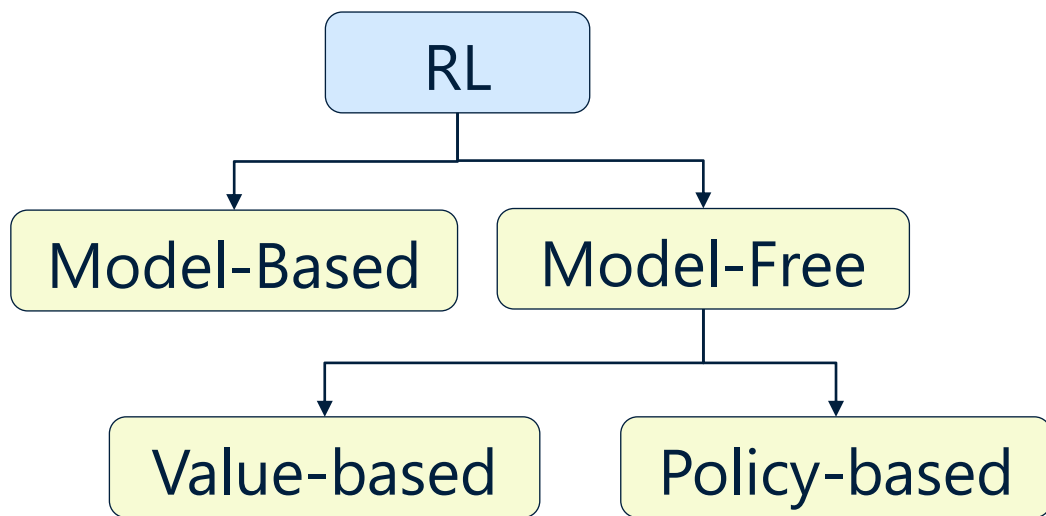 RL
Model-Based
Model-Free
Value-based
Policy-based